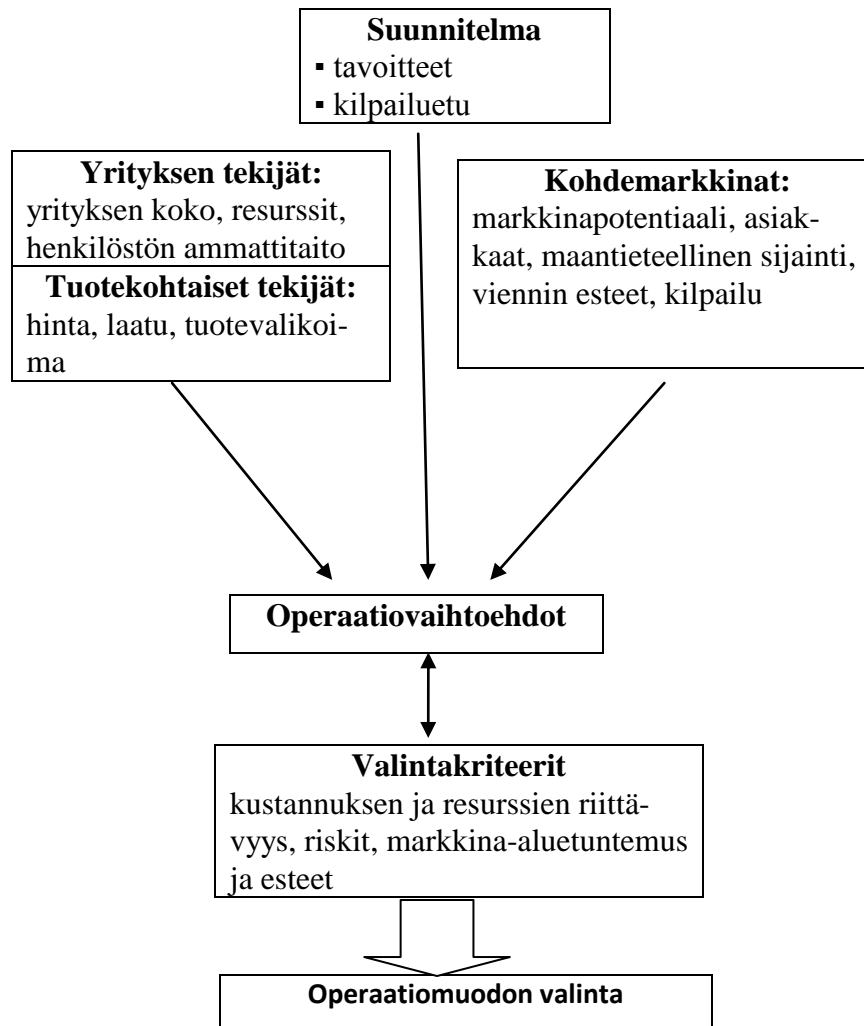 Suunnitelma
▪ tavoitteet
▪ kilpailuetu
Yrityksen tekijät:
yrityksen koko, resurssit,
henkilöstön ammattitaito
Tuotekohtaiset tekijät:
hinta, laatu, tuotevalikoi-
ma
Kohdemarkkinat:
markkinapotentiaali, asiak-
kaat, maantieteellinen sijainti,
viennin esteet, kilpailu
Operaatiovaihtoehdot
Valintakriteerit
kustannuksen ja resurssien riittä-
vyys, riskit, markkina-aluetuntemus
ja esteet
Operaatiomuodon valinta